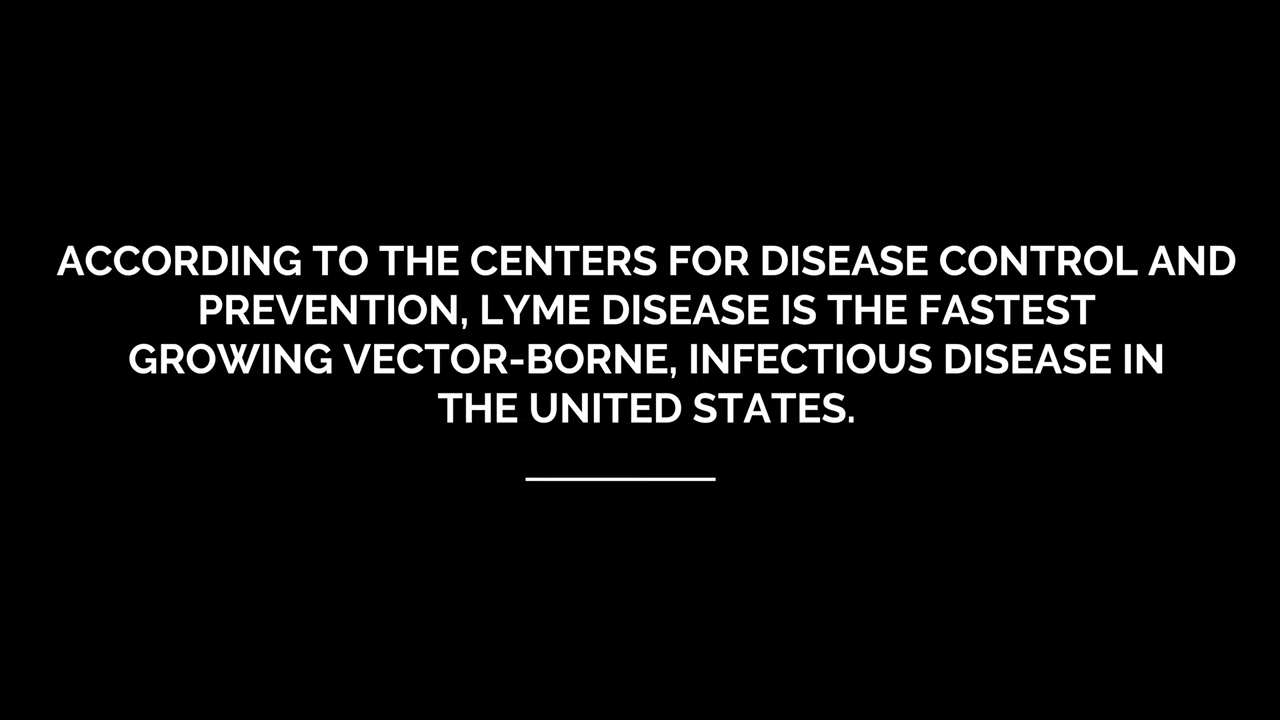 ACCORDING TO THE CENTERS FOR DISEASE CONTROL AND
PREVENTION, LYME DISEASE IS THE FASTEST
GROWING VECTOR-BORNE, INFECTIOUS DISEASE IN
THE UNITED STATES.